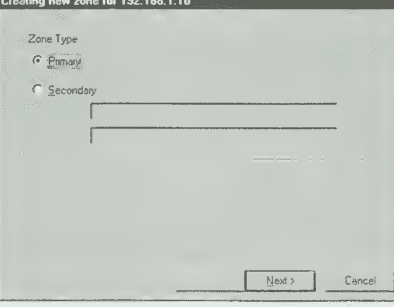 Creating new zone for 192.168.1.10
Zone Type
Primary
Secondary
Next >
Cancel